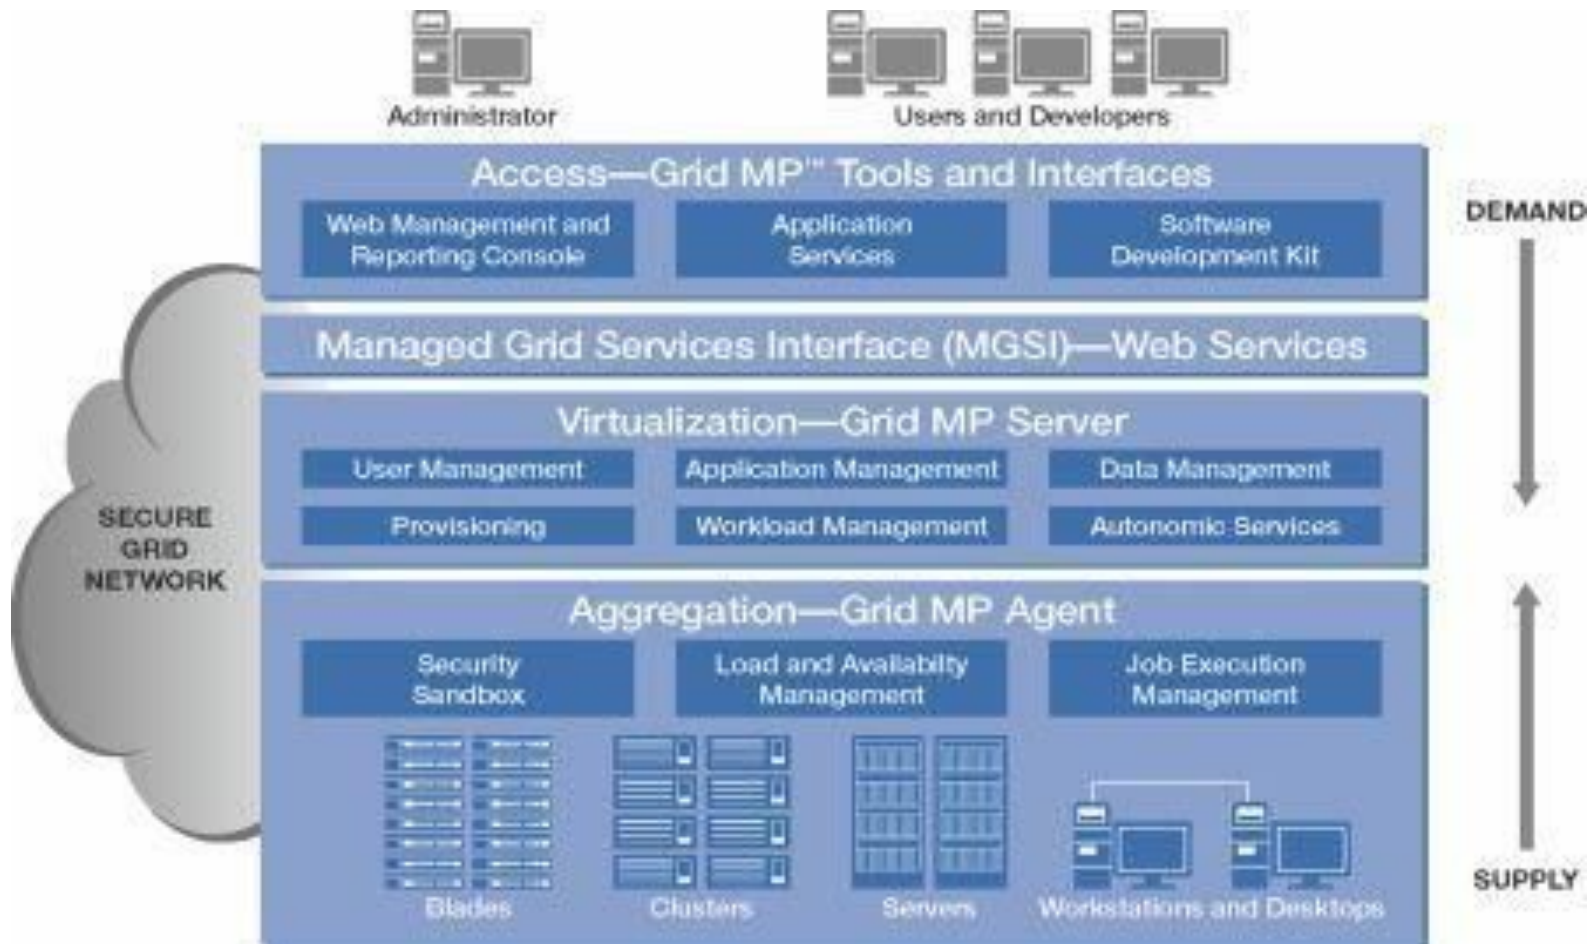 Administrator
Users and Developers
Access—Grid MP™ Tools and Interfaces
Web Management and
Reporting Console
Application
Services
Software
Development Kit
DEMAND
Managed Grid Services Interface (MGSI)—Web Services
Virtualization—Grid MP Server
User Management
Application Management
Data Management
Provisioning
Workload Management
Autonomic Services
SECURE
GRID
NETWORK
Aggregation—Grid MP Agent
Security
Sandbox
Load and Availabilty
Management
Job Execution
Management
Blades
Clusters
Servers
Workstations and Desktops
SUPPLY